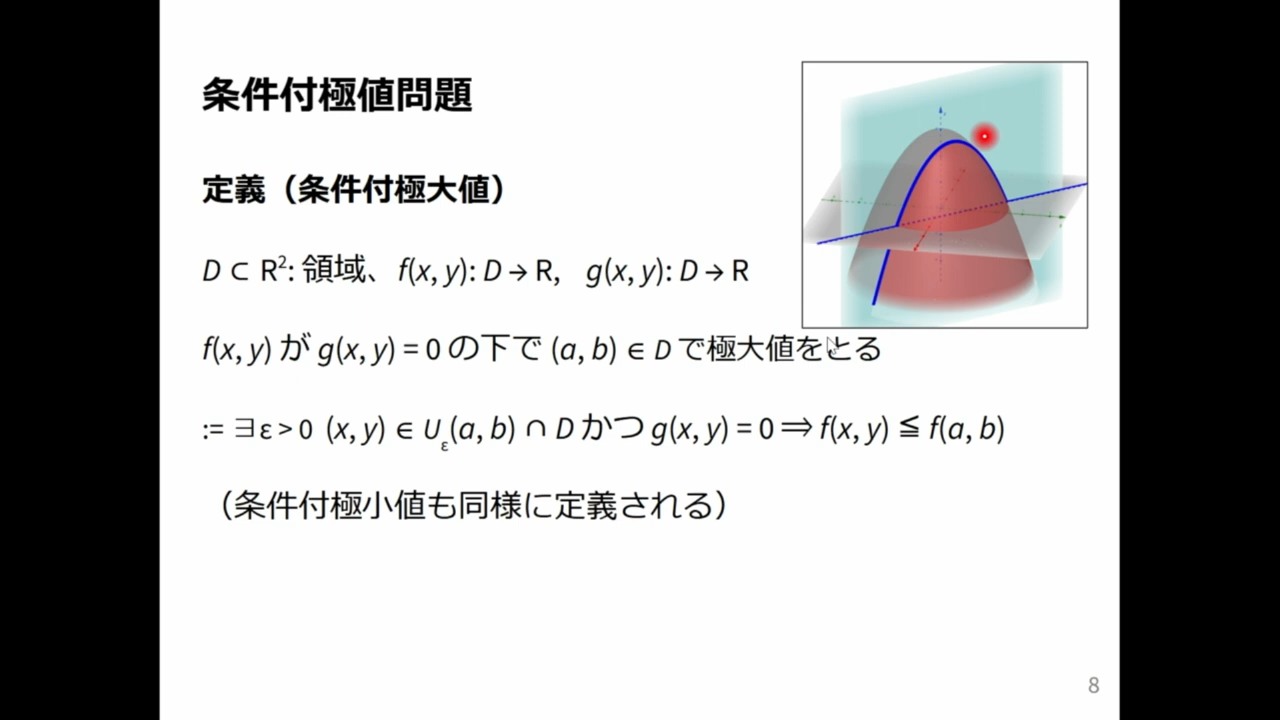 条件付極値問題
定義（条件付極大値）
D ⊂ R²: 領域、f(x, y): D → R, g(x, y): D → R
f(x, y) が g(x, y) = 0 の下で (a, b) ∈ D で極大値をとる
:= ∃ε > 0 (x, y) ∈ Uε(a, b) ∩ D かつ g(x, y) = 0 ⇒ f(x, y) ≦ f(a, b)
（条件付極小値も同様に定義される）
8